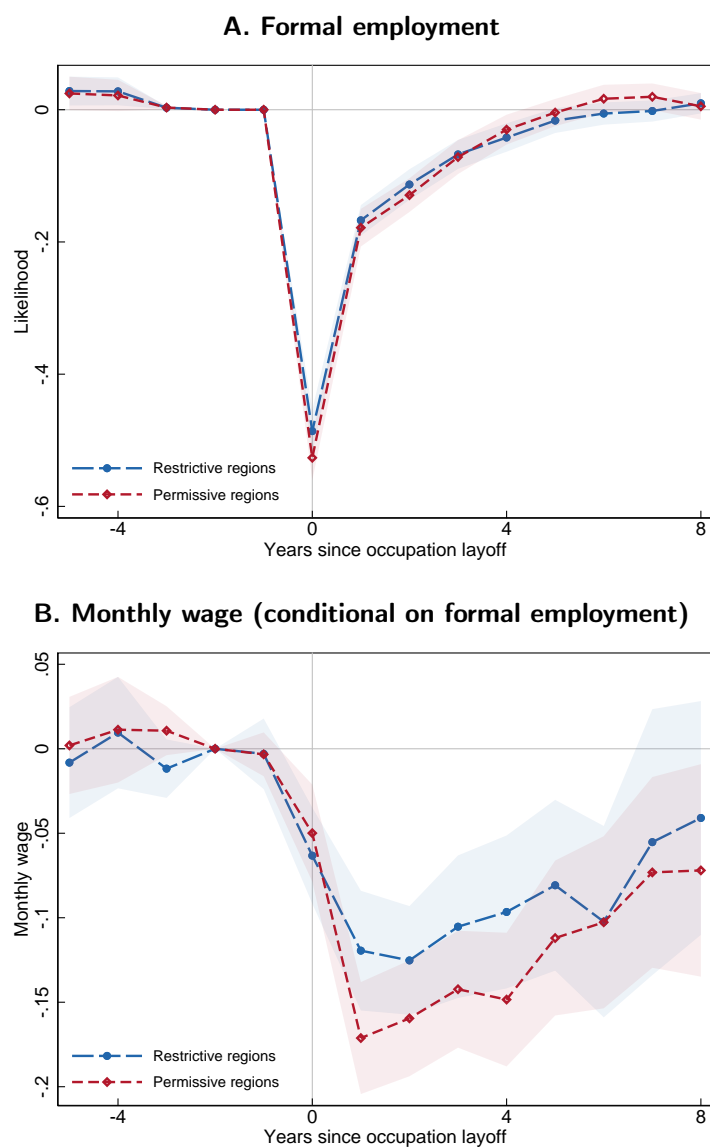 A. Formal employment
0
-.2
-.4
-.6
Likelihood
Restrictive regions
Permissive regions
-4
0
4
8
Years since occupation layoff
B. Monthly wage (conditional on formal employment)
.05
0
-.05
-.1
-.15
-.2
Monthly wage
Restrictive regions
Permissive regions
-4
0
4
8
Years since occupation layoff